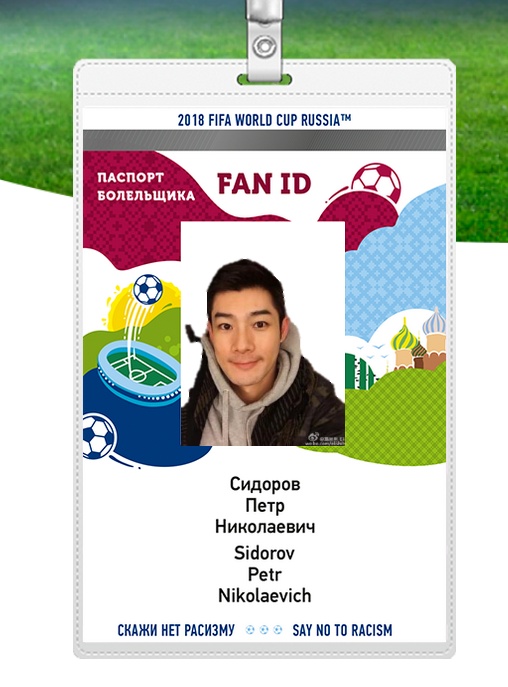 2018 FIFA WORLD CUP RUSSIA™
ПАСПОРТ
БОЛЕЛЬЩИКА
FAN ID
Сидоров
Петр
Николаевич
Sidorov
Petr
Nikolaevich
СКАЖИ НЕТ РАСИЗМУ SAY NO TO RACISM